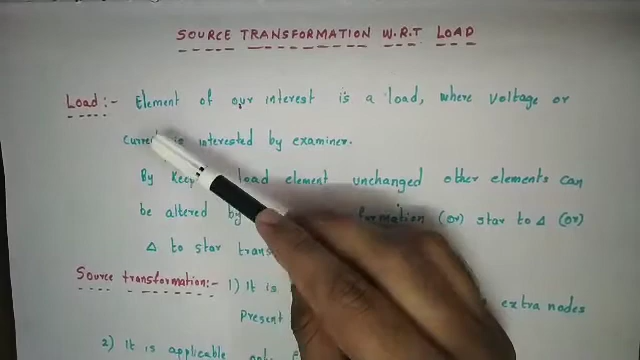 SOURCE TRANSFORMATION W.R.T LOAD
Load:- Element of our interest is a load, where voltage or
is interested by examiner.
By load element unchanged other elements can
be altered by (or) star to Δ (or)
Δ to star
Source transformation:- 1) It is extra nodes
Present
2) It is applicable only